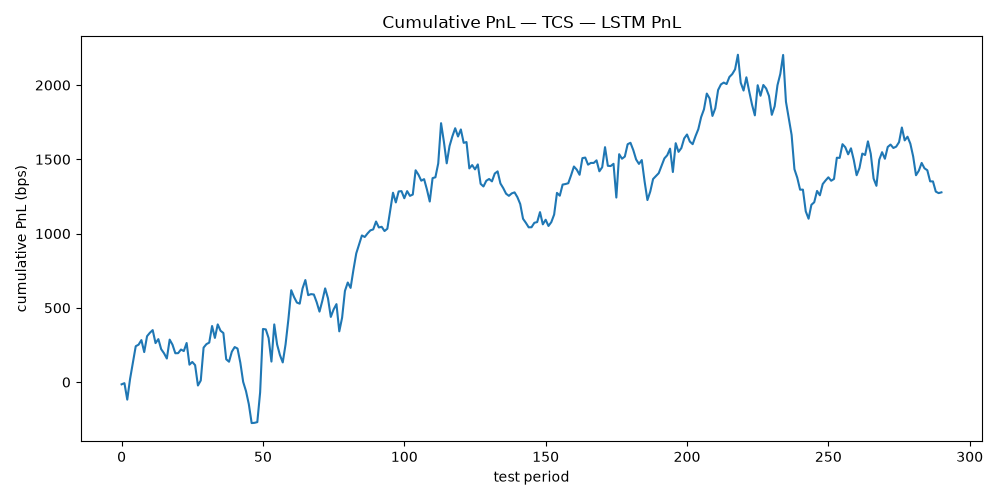 Cumulative PnL — TCS — LSTM PnL
cumulative PnL (bps)
2000
1500
1000
500
0
0 50 100 150 200 250 300
test period